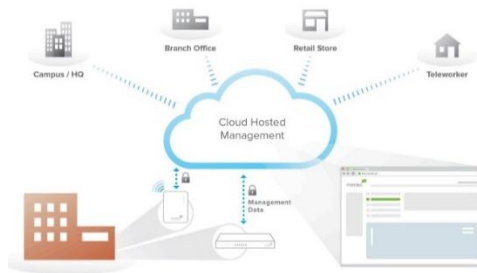 Branch Office
Retail Store
Campus / HQ
Teleworker
Cloud Hosted
Management
Management
Data